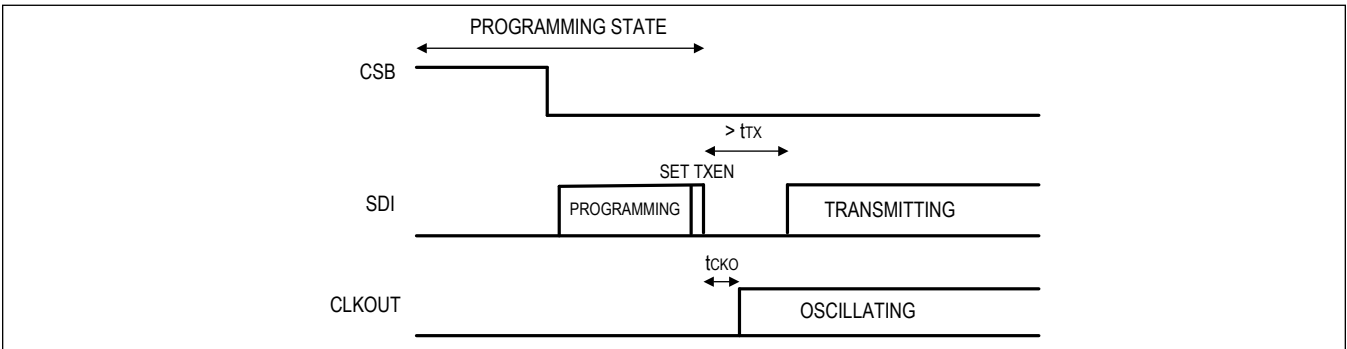 PROGRAMMING STATE
CSB
> tTX
SET TXEN
SDI
PROGRAMMING
TRANSMITTING
tCKO
CLKOUT
OSCILLATING